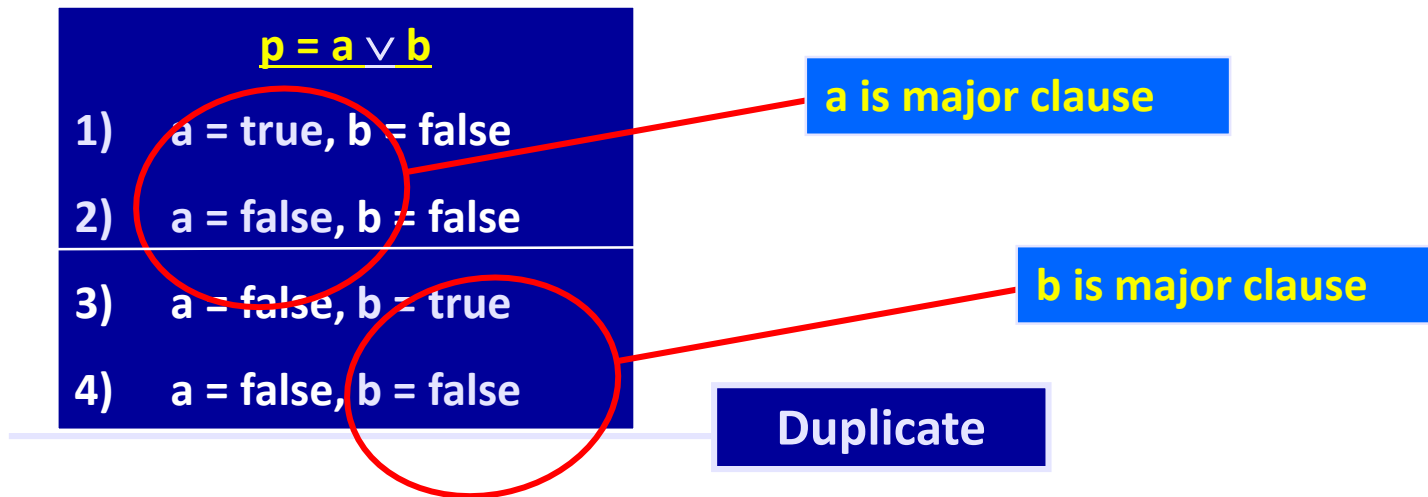 p = a ∨ b
1) a = true, b = false
2) a = false, b = false
3) a = false, b = true
4) a = false, b = false
a is major clause
b is major clause
Duplicate